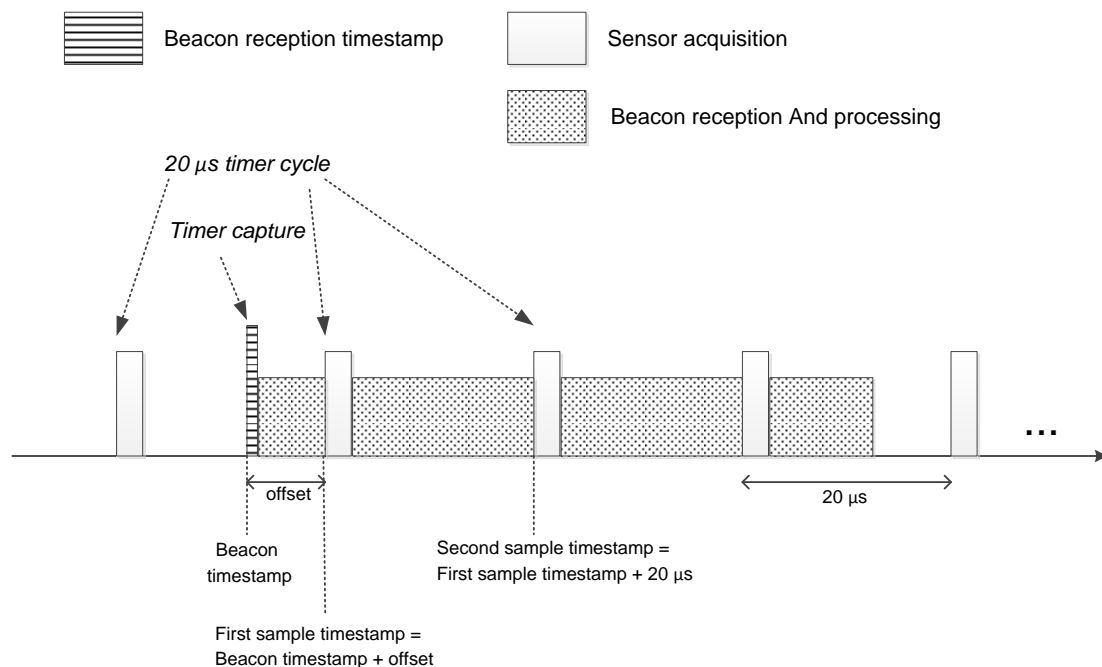 Beacon reception timestamp
Sensor acquisition
Beacon reception And processing
20 µs timer cycle
Timer capture
...
offset
20 µs
Beacon
timestamp
Second sample timestamp =
First sample timestamp + 20 µs
First sample timestamp =
Beacon timestamp + offset